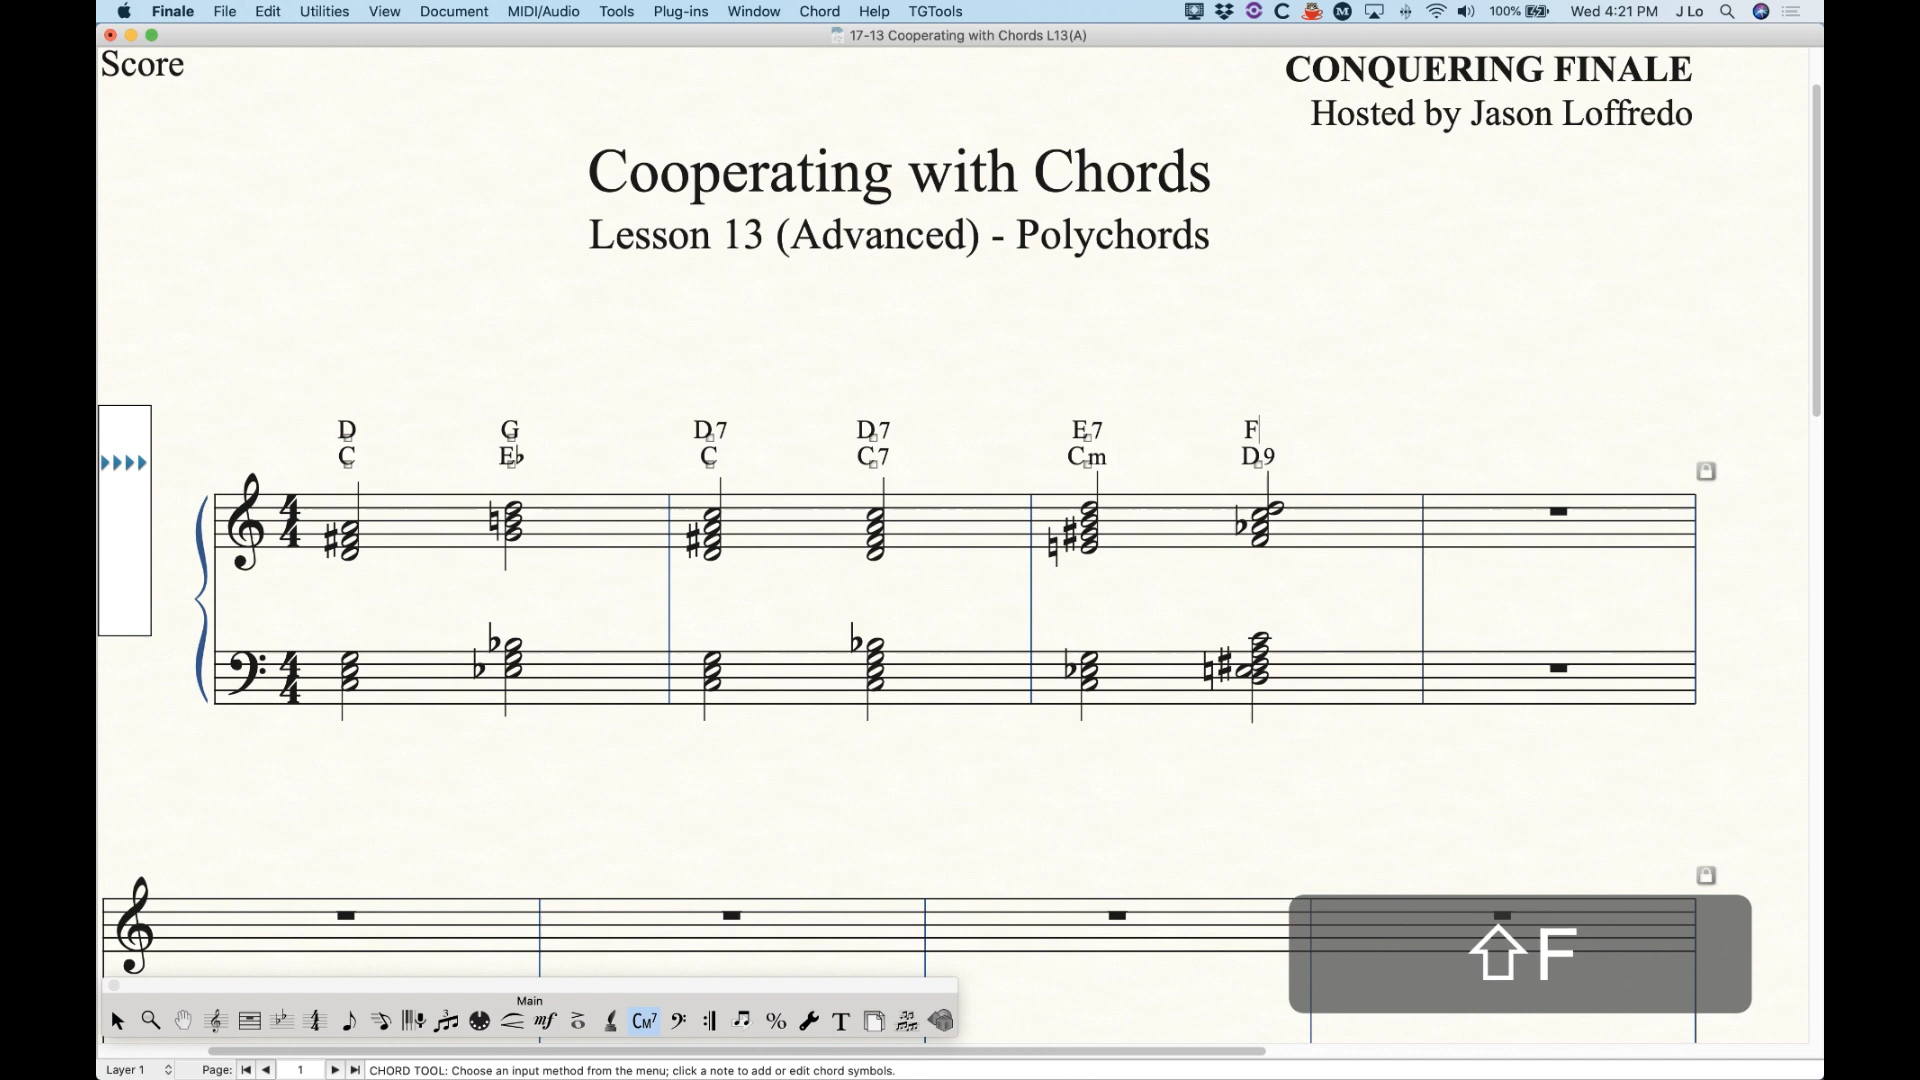 Finale File Edit Utilities View Document MIDI/Audio Tools Plug-ins Window Chord Help TGTools 100% Wed 4:21 PM J Lo
17-13 Cooperating with Chords L13(A)
Score
CONQUERING FINALE
Hosted by Jason Loffredo
Cooperating with Chords
Lesson 13 (Advanced) - Polychords
D G D7 D7 E7 F
C E♭ C C7 Cm D9
⇧F
Main
CM7 mf % T
Layer 1 Page: 1 CHORD TOOL: Choose an input method from the menu; click a note to add or edit chord symbols.